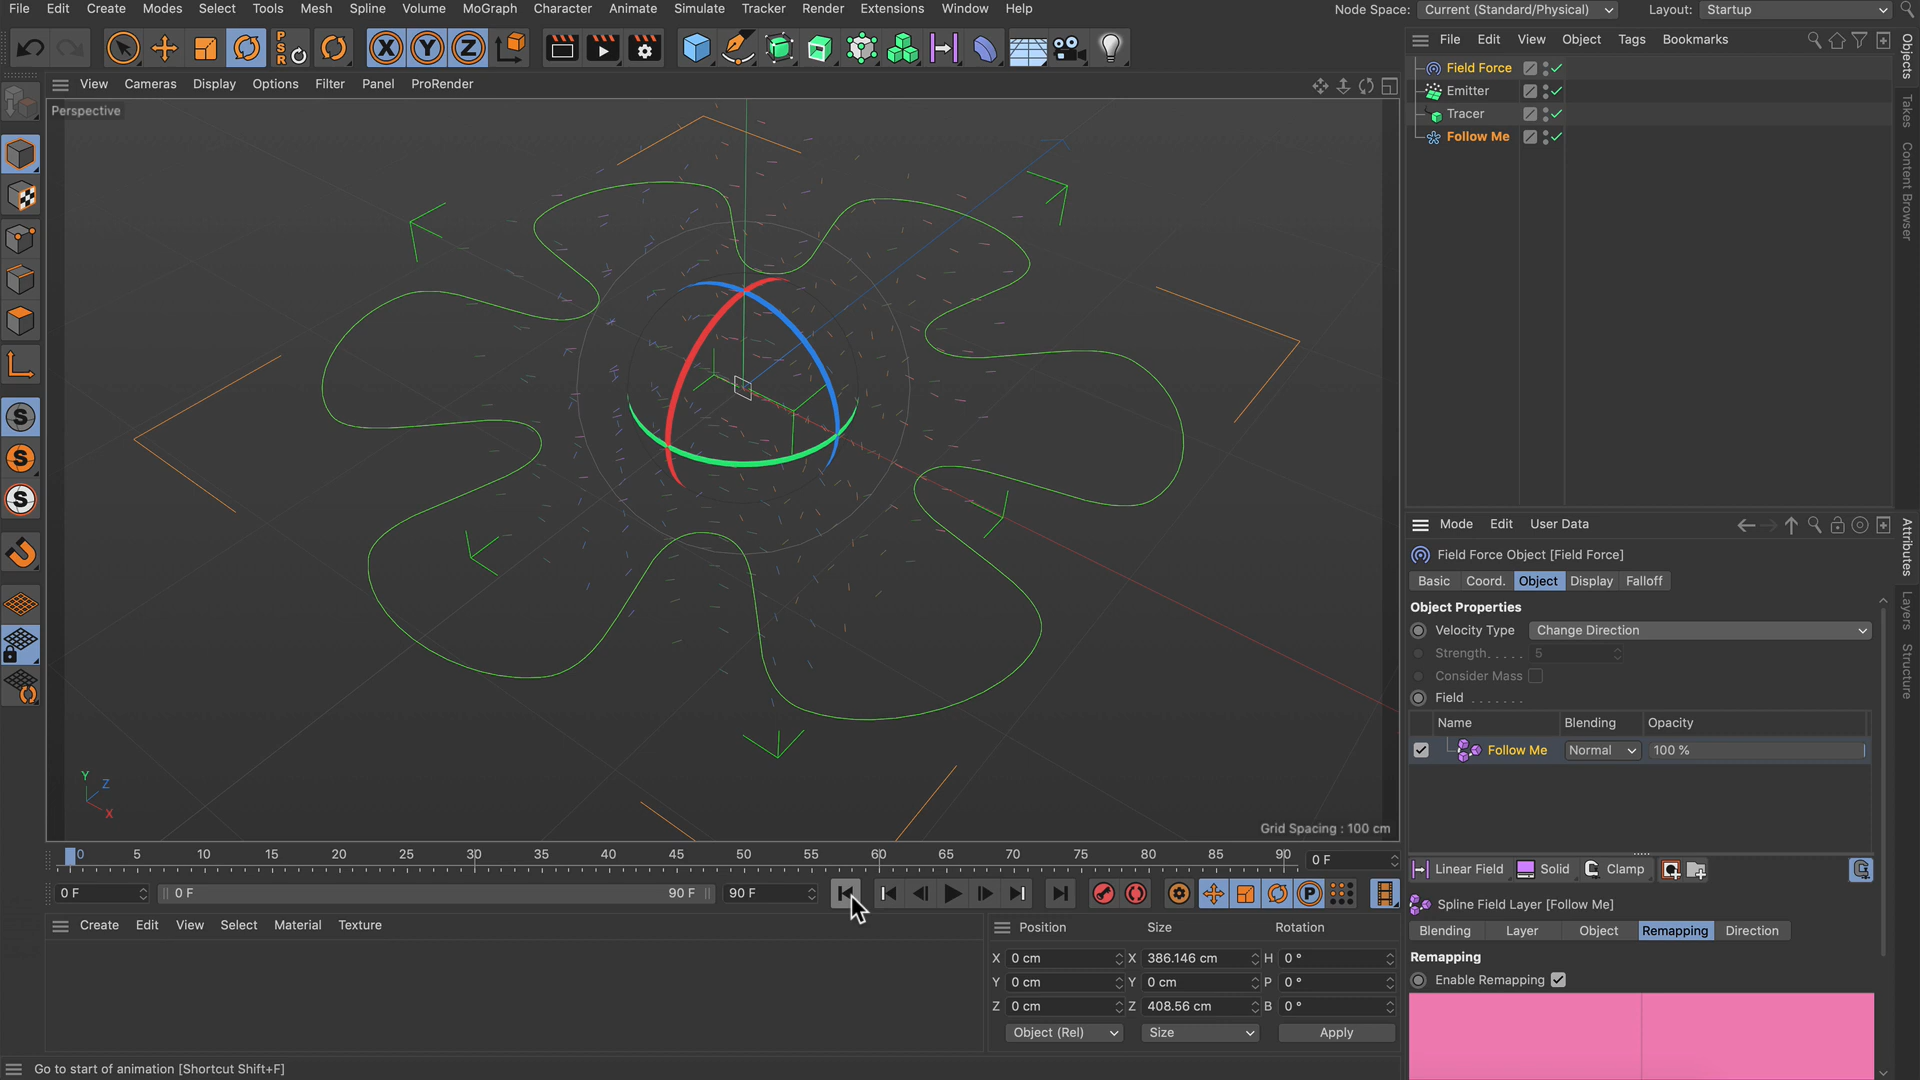 File Edit Create Modes Select Tools Mesh Spline Volume MoGraph Character Animate Simulate Tracker Render Extensions Window Help Node Space: Current (Standard/Physical) Layout: Startup
PSR X Y Z
File Edit View Object Tags Bookmarks
View Cameras Display Options Filter Panel ProRender
Perspective
Field Force
Emitter
Tracer
Follow Me
Objects
Takes
Content Browser
S
S
S
Y
Z
X
Grid Spacing : 100 cm
Mode Edit User Data
Field Force Object [Field Force]
Basic Coord. Object Display Falloff
Object Properties
Velocity Type Change Direction
Strength. . . . . 5
Consider Mass
Field . . . . . . .
Name Blending Opacity
Follow Me Normal 100 %
Linear Field Solid Clamp
Spline Field Layer [Follow Me]
Blending Layer Object Remapping Direction
Remapping
Enable Remapping
Attributes
Layers
Structure
0 5 10 15 20 25 30 35 40 45 50 55 60 65 70 75 80 85 90 0 F
0 F 0 F 90 F 90 F P
Create Edit View Select Material Texture
Position Size Rotation
X 0 cm X 386.146 cm H 0 °
Y 0 cm Y 0 cm P 0 °
Z 0 cm Z 408.56 cm B 0 °
Object (Rel) Size Apply
Go to start of animation [Shortcut Shift+F]